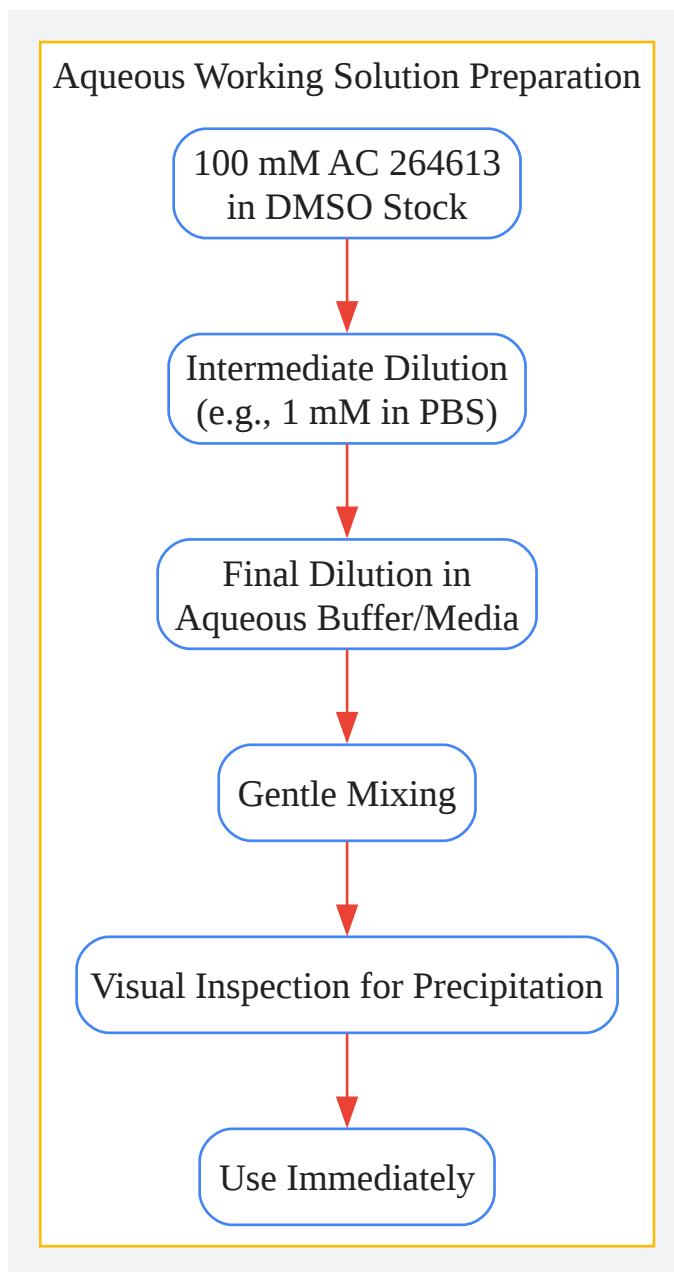 Aqueous Working Solution Preparation
100 mM AC 264613
in DMSO Stock
Intermediate Dilution
(e.g., 1 mM in PBS)
Final Dilution in
Aqueous Buffer/Media
Gentle Mixing
Visual Inspection for Precipitation
Use Immediately